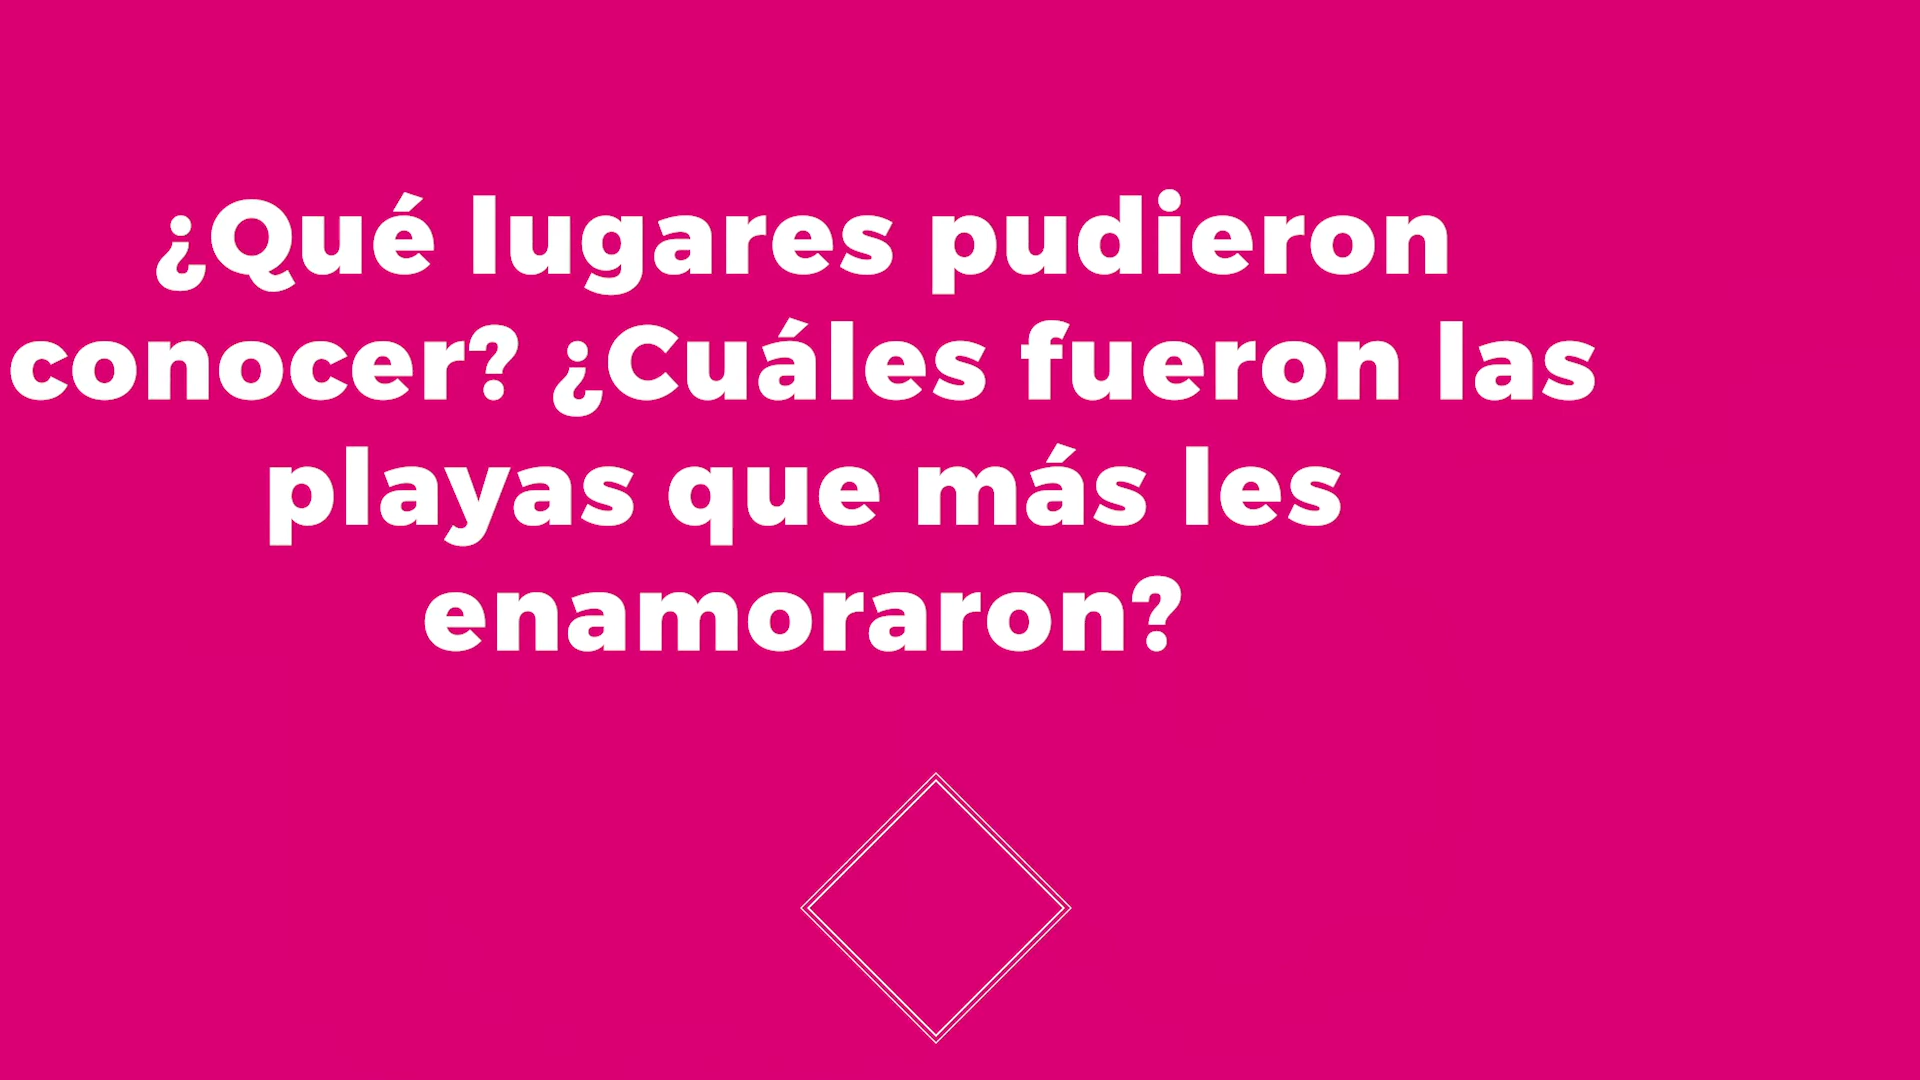 ¿Qué lugares pudieron
conocer? ¿Cuáles fueron las
playas que más les
enamoraron?